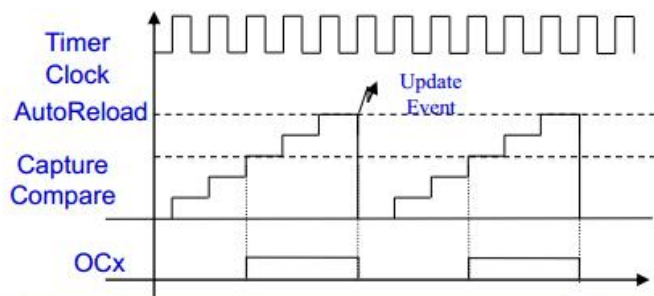 Timer
Clock
Update
Event
AutoReload
Capture
Compare
OCx